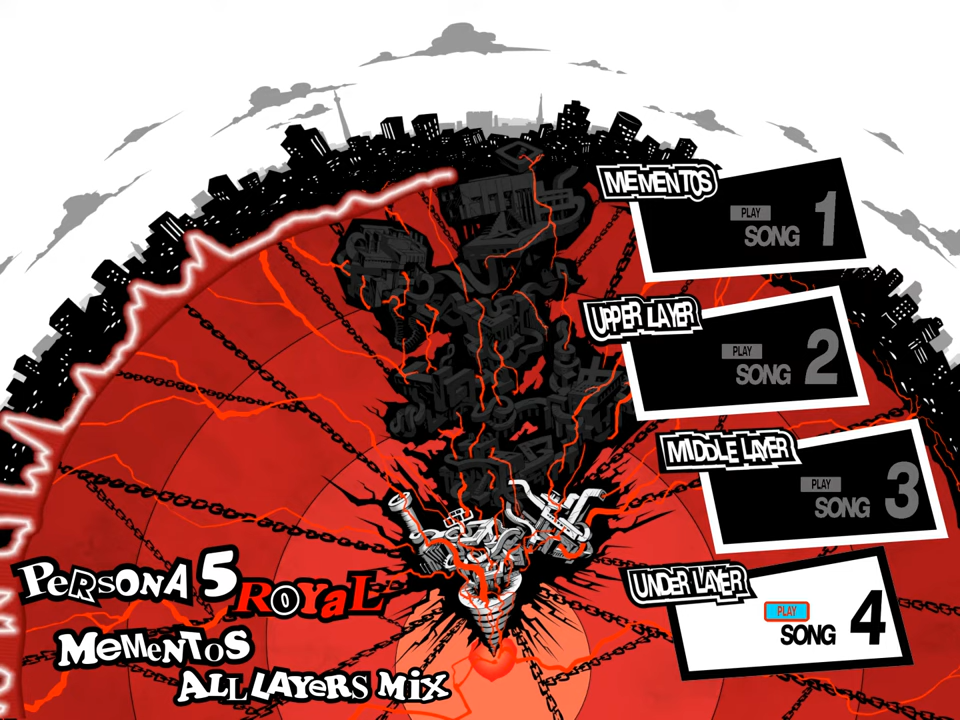 MEMENTOS
PLAY
SONG 1
UPPER LAYER
PLAY
SONG 2
MIDDLE LAYER
PLAY
SONG 3
UNDER LAYER
PLAY
SONG 4
PERSONA 5 ROYAL
MEMENTOS
ALL LAYERS MIX